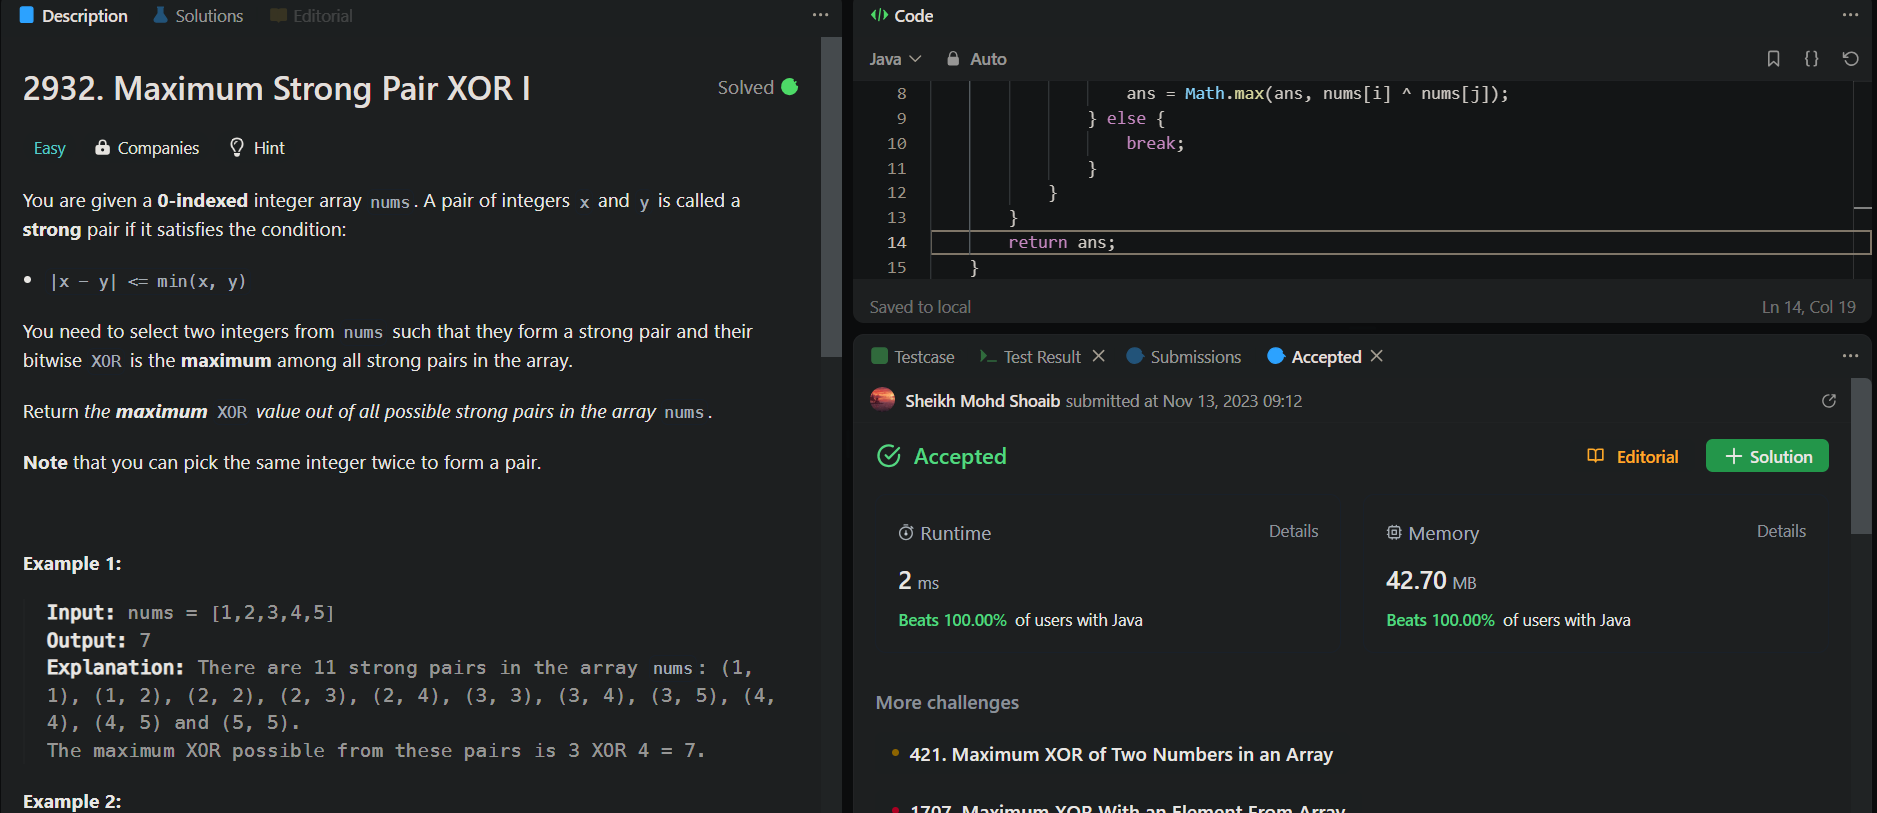 Description Solutions Editorial
2932. Maximum Strong Pair XOR I
Solved
Easy Companies Hint
You are given a 0-indexed integer array nums. A pair of integers x and y is called a
strong pair if it satisfies the condition:
• |x - y| <= min(x, y)
You need to select two integers from nums such that they form a strong pair and their
bitwise XOR is the maximum among all strong pairs in the array.
Return the maximum XOR value out of all possible strong pairs in the array nums.
Note that you can pick the same integer twice to form a pair.
Example 1:
Input: nums = [1,2,3,4,5]
Output: 7
Explanation: There are 11 strong pairs in the array nums: (1,
1), (1, 2), (2, 2), (2, 3), (2, 4), (3, 3), (3, 4), (3, 5), (4,
4), (4, 5) and (5, 5).
The maximum XOR possible from these pairs is 3 XOR 4 = 7.
Example 2:
</> Code
Java Auto {}
8 ans = Math.max(ans, nums[i] ^ nums[j]);
9 } else {
10 break;
11 }
12 }
13 }
14 return ans;
15 }
Saved to local Ln 14, Col 19
Testcase >_ Test Result Submissions Accepted
Sheikh Mohd Shoaib submitted at Nov 13, 2023 09:12
Accepted Editorial + Solution
Runtime Details
2 ms
Beats 100.00% of users with Java
Memory Details
42.70 MB
Beats 100.00% of users with Java
More challenges
• 421. Maximum XOR of Two Numbers in an Array
• 1707. Maximum XOR With an Element From Array